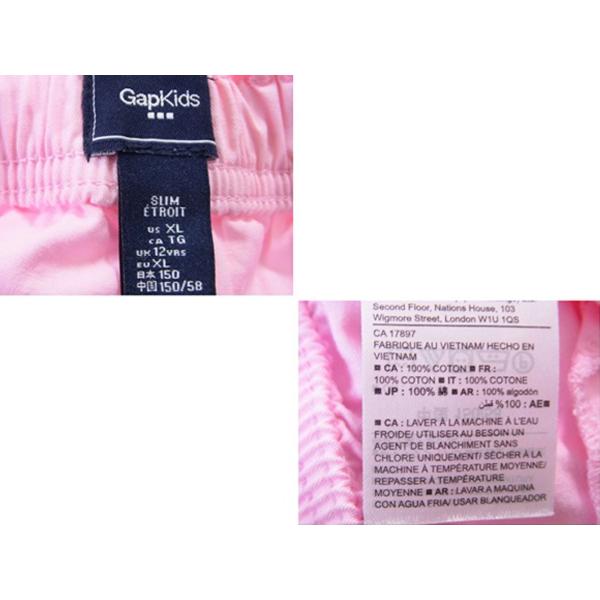 GapKids
SLIM
ÉTROIT
US XL
CA TG
UK 12YRS
EU XL
日本 150
中国 150/58
Second Floor, Nations House, 103
Wigmore Street, London W1U 1QS
CA 17897
FABRIQUE AU VIETNAM/ HECHO EN
VIETNAM
■ CA : 100% COTON ■ FR :
100% COTON ■ IT : 100% COTONE
■ JP : 100% 綿 ■ AR : 100% algodón
■ AE: 100% قطن
■ CA : LAVER À LA MACHINE À L'EAU
FROIDE/ UTILISER AU BESOIN UN
AGENT DE BLANCHIMENT SANS
CHLORE UNIQUEMENT/ SÉCHER À LA
MACHINE À TEMPÉRATURE MOYENNE/
REPASSER À TEMPÉRATURE
MOYENNE ■ AR: LAVAR A MAQUINA
CON AGUA FRIA/ USAR BLANQUEADOR